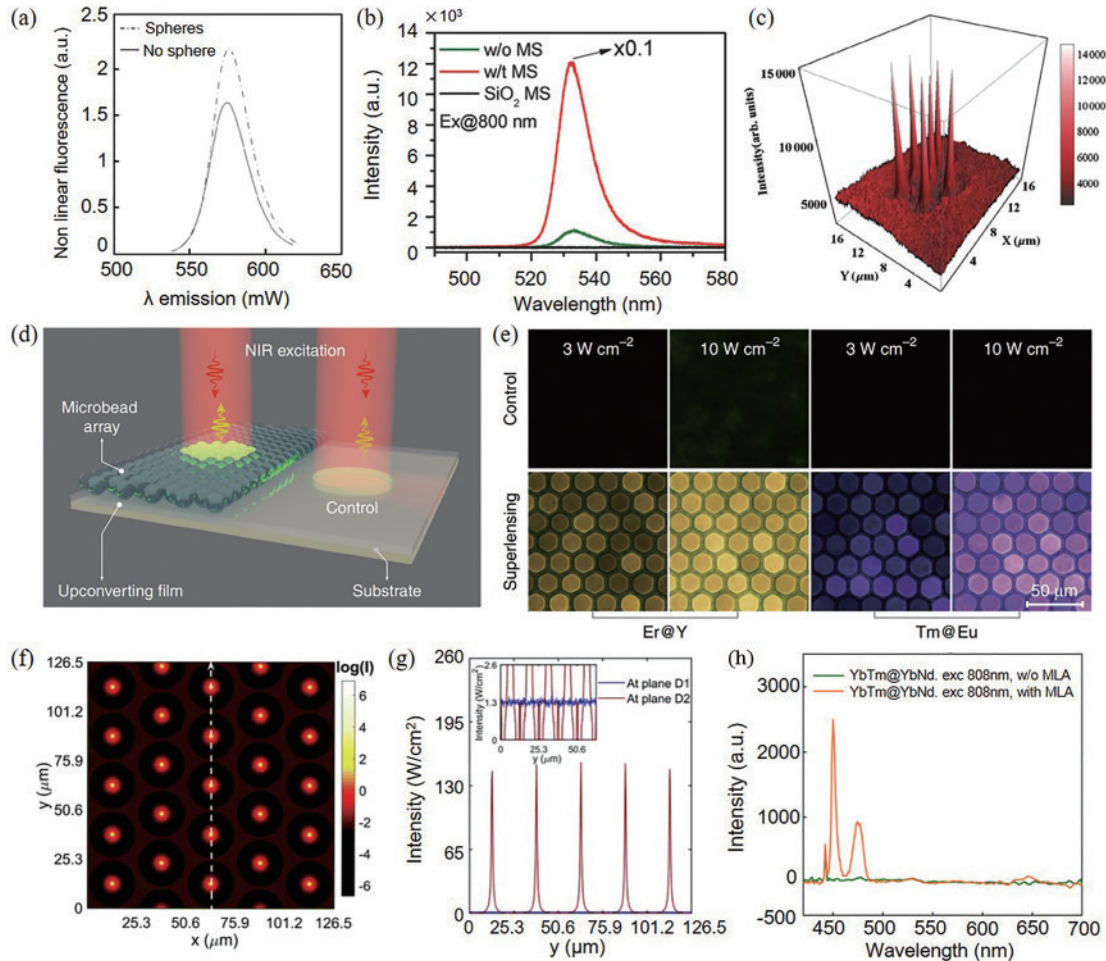 (a)
Non linear fluorescence (a.u.)
2.5
2
1.5
1
0.5
0
Spheres
No sphere
500
550
600
650
λ emission (mW)
(b)
×10³
Intensity (a.u.)
14
12
10
8
6
4
2
0
w/o MS
w/t MS
SiO₂ MS
Ex@800 nm
x0.1
500
520
540
560
580
Wavelength (nm)
(c)
Intensity(arb. units)
15000
10000
5000
16
12
8
4
Y (μm)
16
12
8
4
X (μm)
14000
12000
10000
8000
6000
4000
(d)
NIR excitation
Microbead
array
Control
Upconverting film
Substrate
(e)
3 W cm⁻²
10 W cm⁻²
3 W cm⁻²
10 W cm⁻²
Control
Superlensing
50 μm
Er@Y
Tm@Eu
(f)
log(I)
y (μm)
126.5
101.2
75.9
50.6
25.3
0
0
25.3
50.6
75.9
101.2
126.5
x (μm)
6
4
2
0
-2
-4
-6
(g)
Intensity (W/cm²)
260
195
130
65
0
Intensity (W/cm²)
2.6
1.3
0
0
25.3
50.6
y (μm)
At plane D1
At plane D2
0
25.3
50.6
75.9
101.2
126.5
y (μm)
(h)
Intensity (a.u.)
3500
3000
2000
1000
0
-500
YbTm@YbNd. exc 808nm, w/o MLA
YbTm@YbNd. exc 808nm, with MLA
450
500
550
600
650
700
Wavelength (nm)